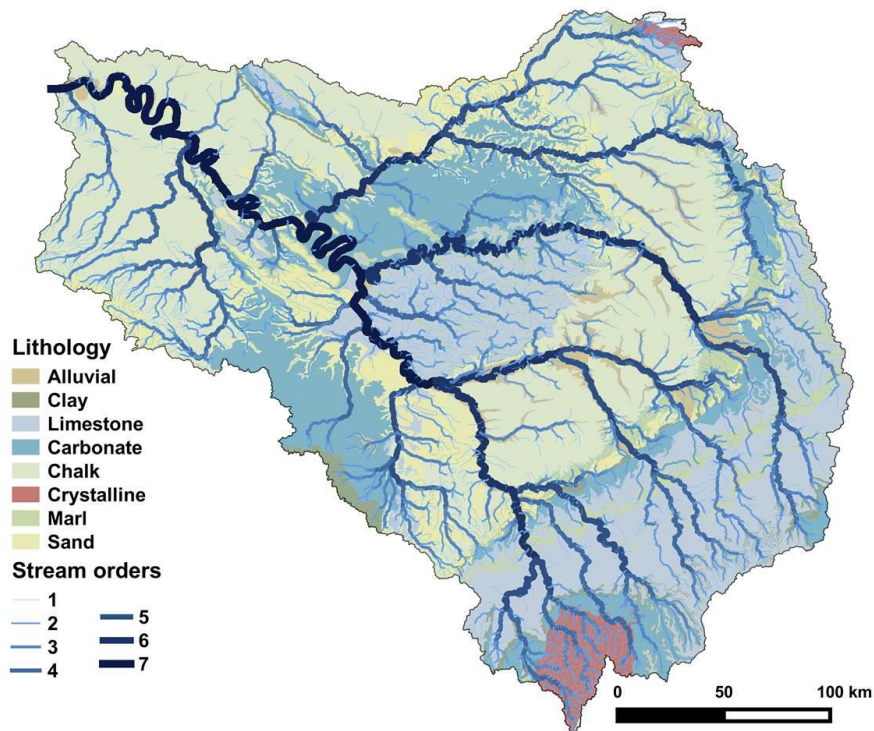 Lithology
Alluvial
Clay
Limestone
Carbonate
Chalk
Crystalline
Marl
Sand
Stream orders
1
2
3
4
5
6
7
0 50 100 km